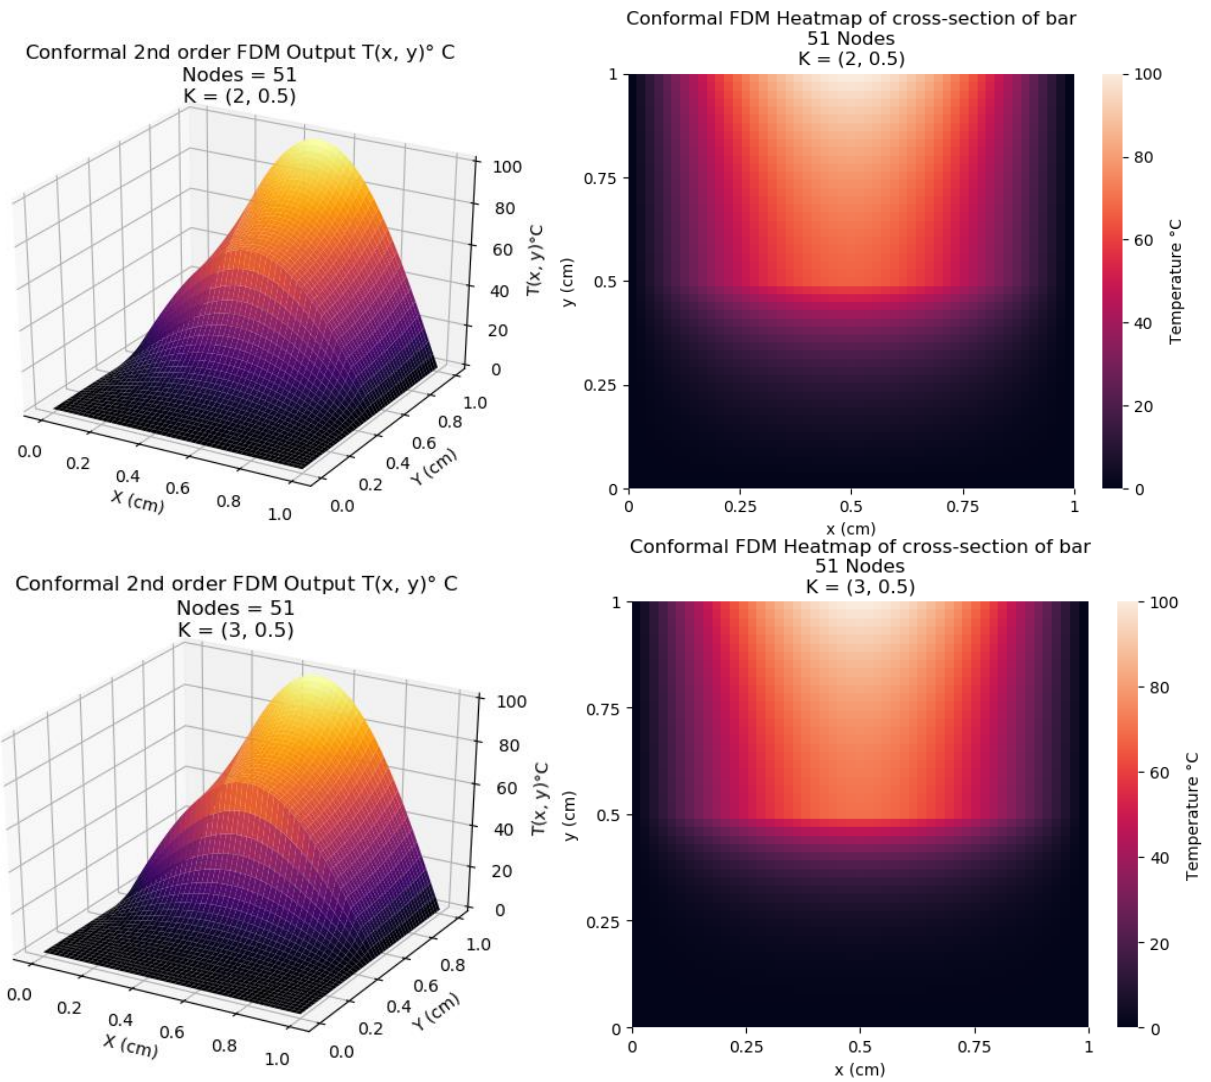 Conformal 2nd order FDM Output T(x, y)° C
Nodes = 51
K = (2, 0.5)
100
80
60
40
20
0
T(x, y)°C
0.0
0.2
0.4
0.6
0.8
1.0
X (cm)
0.0
0.2
0.4
0.6
0.8
1.0
Y (cm)
Conformal FDM Heatmap of cross-section of bar
51 Nodes
K = (2, 0.5)
1
0.75
0.5
0.25
0
y (cm)
0
0.25
0.5
0.75
1
x (cm)
100
80
60
40
20
0
Temperature °C
Conformal 2nd order FDM Output T(x, y)° C
Nodes = 51
K = (3, 0.5)
100
80
60
40
20
0
T(x, y)°C
0.0
0.2
0.4
0.6
0.8
1.0
X (cm)
0.0
0.2
0.4
0.6
0.8
1.0
Y (cm)
Conformal FDM Heatmap of cross-section of bar
51 Nodes
K = (3, 0.5)
1
0.75
0.5
0.25
0
y (cm)
0
0.25
0.5
0.75
1
x (cm)
100
80
60
40
20
0
Temperature °C